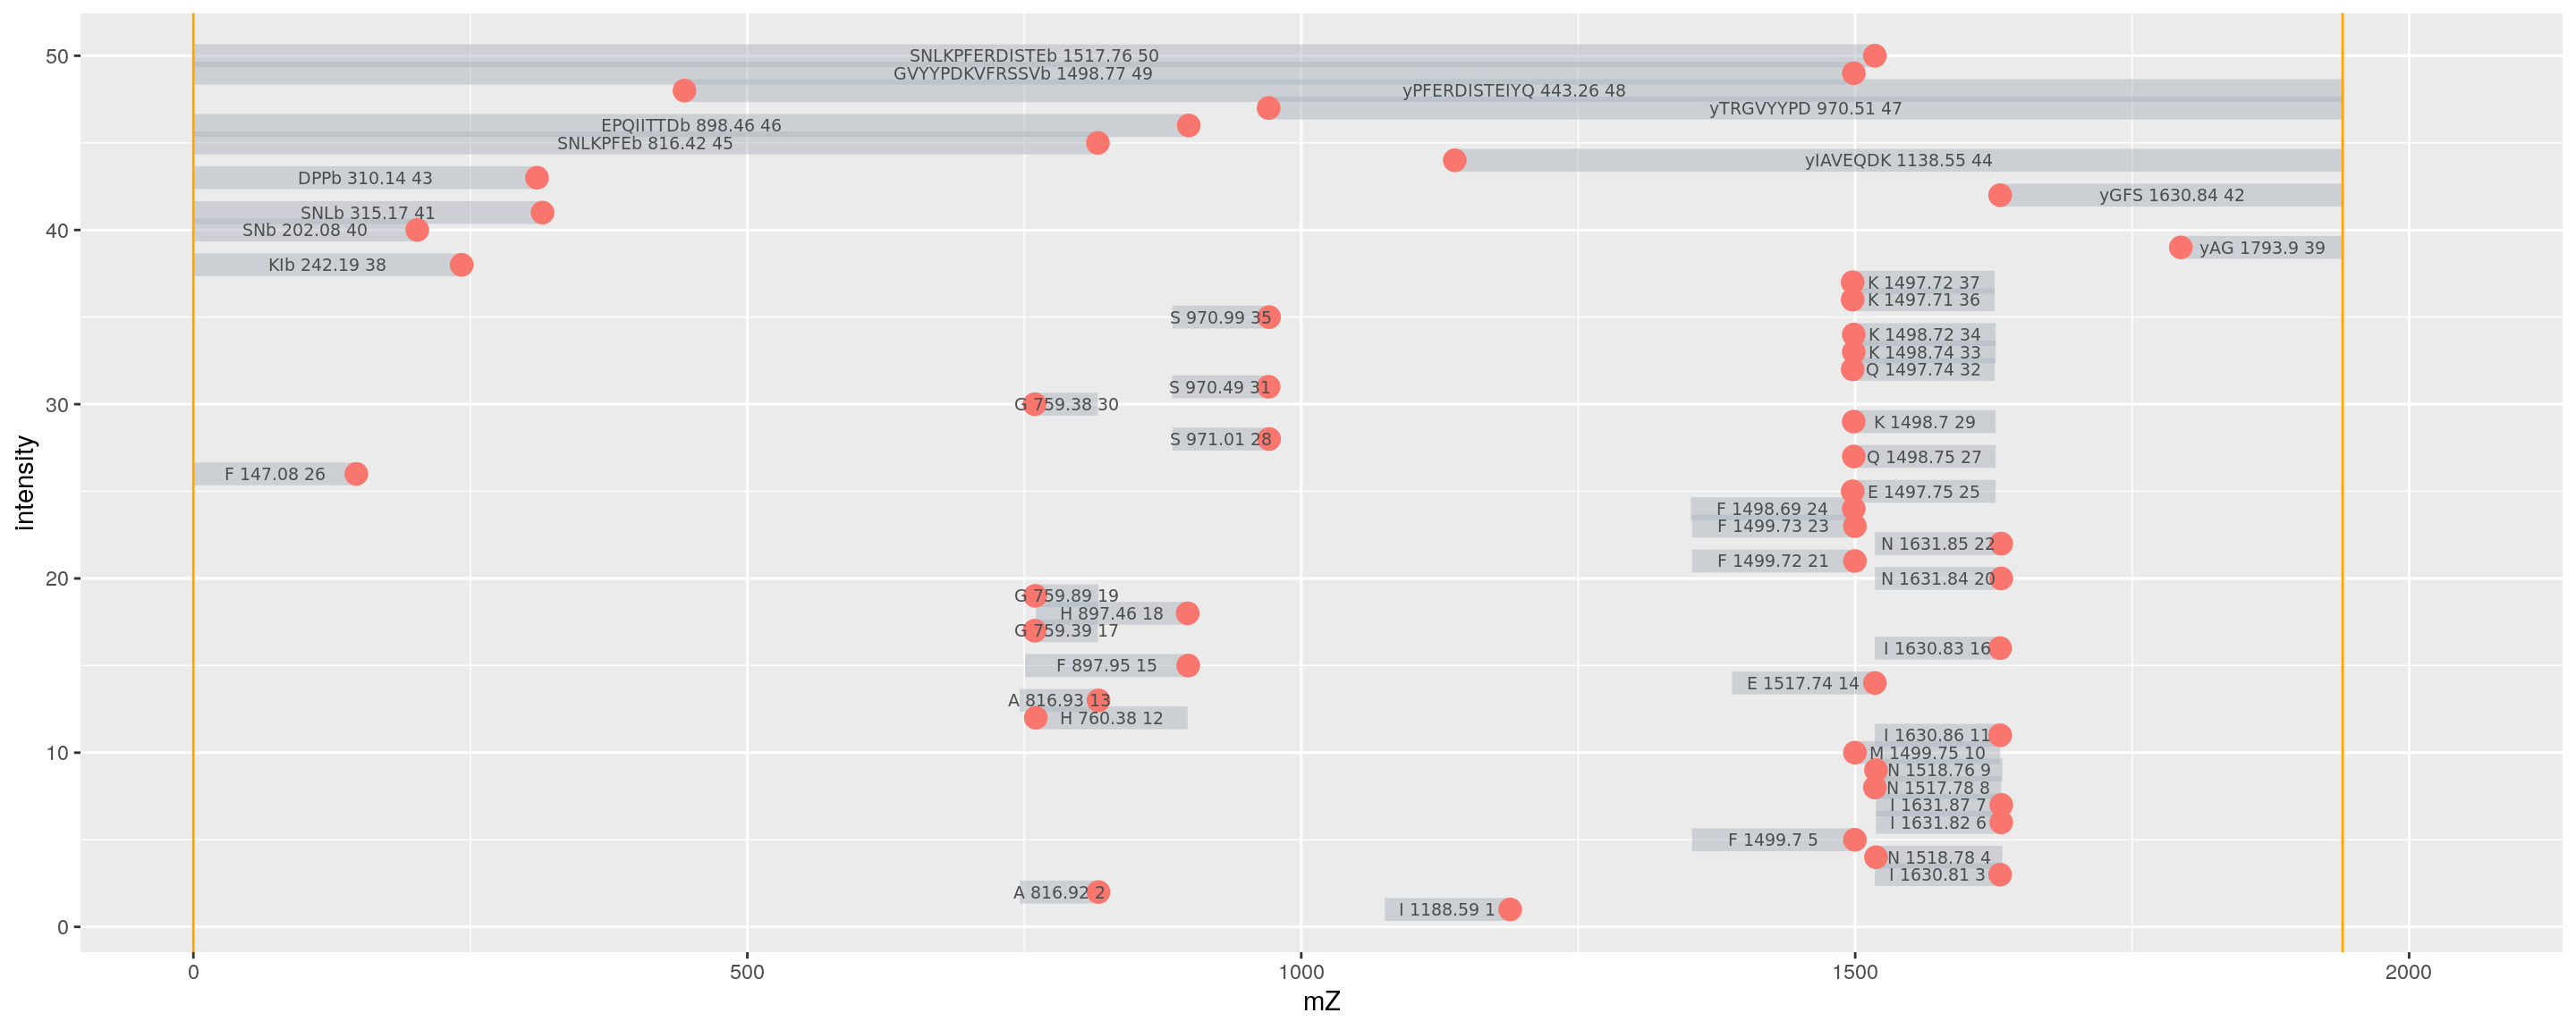 50
SNLKPFERDISTEb 1517.76 50
GVYYPDKVFRSSVb 1498.77 49
yPFERDISTEIYQ 443.26 48
yTRGVYYPD 970.51 47
EPQIITTDb 898.46 46
SNLKPFEb 816.42 45
yIAVEQDK 1138.55 44
DPPb 310.14 43
yGFS 1630.84 42
SNLb 315.17 41
40
SNb 202.08 40
yAG 1793.9 39
KIb 242.19 38
K 1497.72 37
K 1497.71 36
S 970.99 35
K 1498.72 34
K 1498.74 33
Q 1497.74 32
S 970.49 31
30
G 759.38 30
K 1498.7 29
S 971.01 28
Q 1498.75 27
F 147.08 26
E 1497.75 25
F 1498.69 24
F 1499.73 23
N 1631.85 22
F 1499.72 21
20
N 1631.84 20
G 759.89 19
H 897.46 18
G 759.39 17
I 1630.83 16
F 897.95 15
E 1517.74 14
A 816.93 13
H 760.38 12
I 1630.86 11
10
M 1499.75 10
N 1518.76 9
N 1517.78 8
I 1631.87 7
I 1631.82 6
F 1499.7 5
N 1518.78 4
I 1630.81 3
A 816.92 2
I 1188.59 1
0
intensity
0
500
1000
1500
2000
mZ